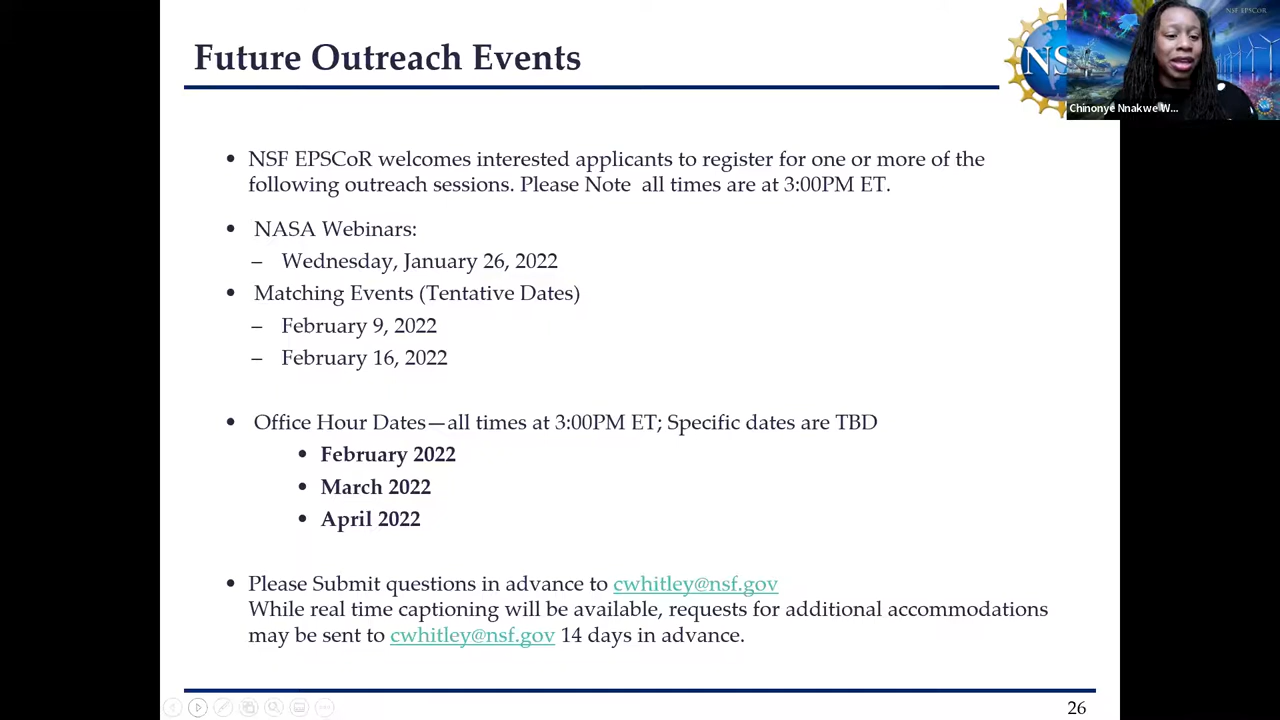 Future Outreach Events
NSF EPSCoR
NS
Chinonye Nnakwe W...
• NSF EPSCoR welcomes interested applicants to register for one or more of the
following outreach sessions. Please Note all times are at 3:00PM ET.
• NASA Webinars:
– Wednesday, January 26, 2022
• Matching Events (Tentative Dates)
– February 9, 2022
– February 16, 2022
• Office Hour Dates—all times at 3:00PM ET; Specific dates are TBD
• February 2022
• March 2022
• April 2022
• Please Submit questions in advance to cwhitley@nsf.gov
While real time captioning will be available, requests for additional accommodations
may be sent to cwhitley@nsf.gov 14 days in advance.
26